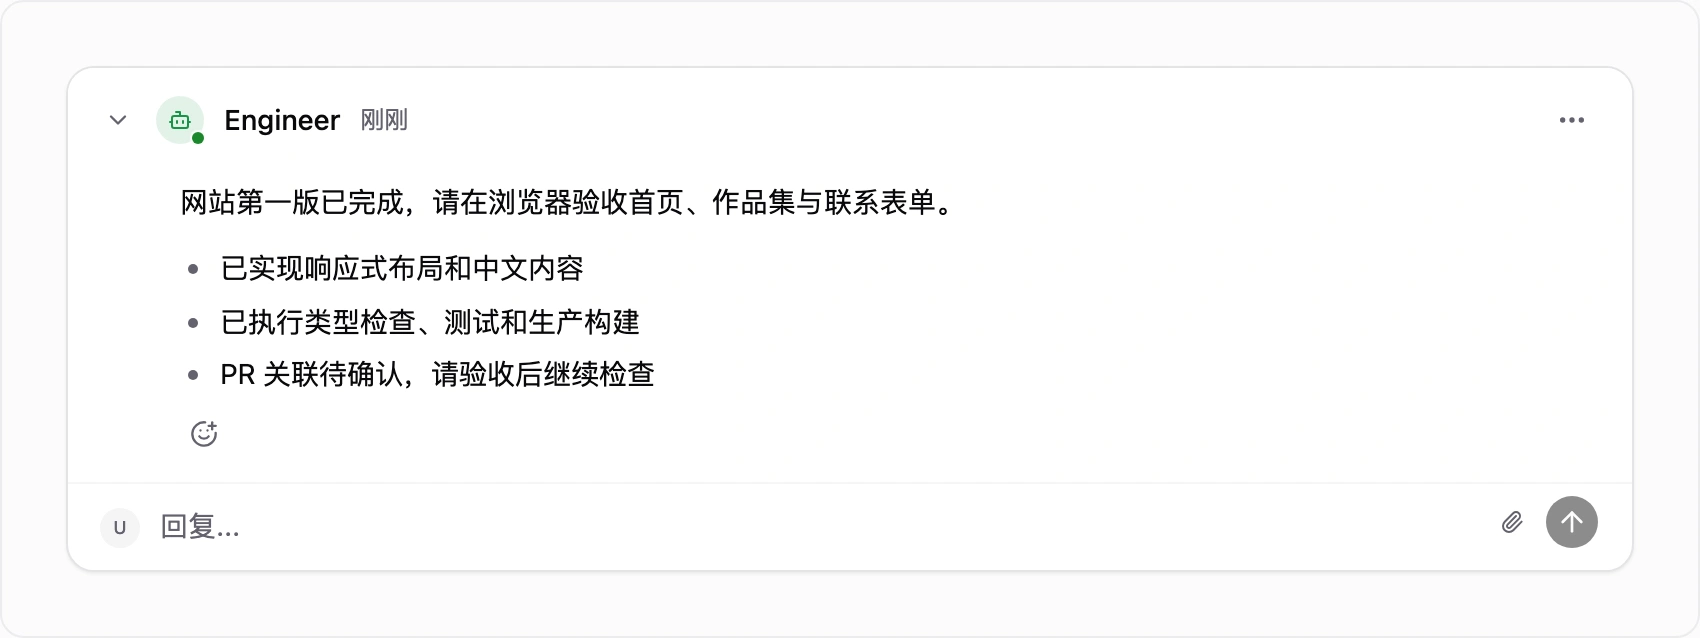 Engineer 刚刚
网站第一版已完成，请在浏览器验收首页、作品集与联系表单。
已实现响应式布局和中文内容
已执行类型检查、测试和生产构建
PR 关联待确认，请验收后继续检查
U 回复...